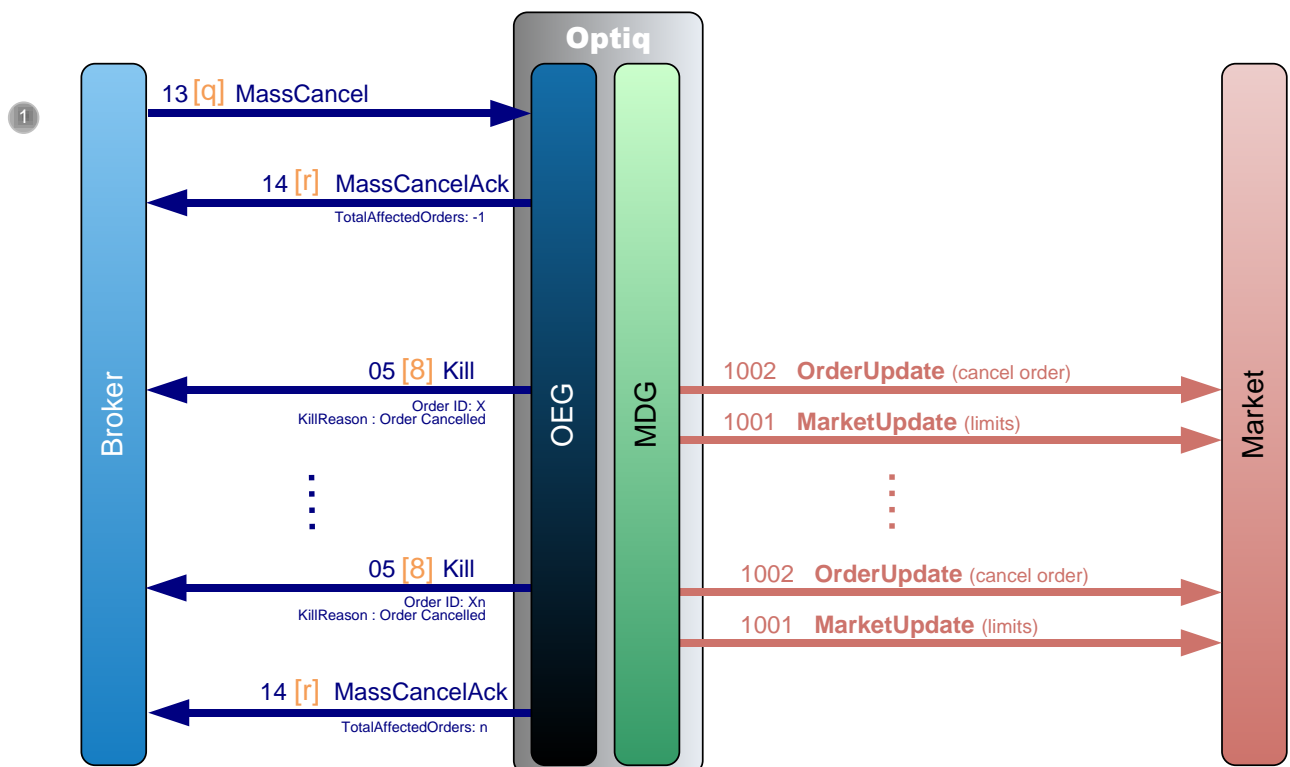 Optiq
13 [q] MassCancel
1
14 [r] MassCancelAck
TotalAffectedOrders: -1
05 [8] Kill
Order ID: X
KillReason : Order Cancelled
1002 OrderUpdate (cancel order)
1001 MarketUpdate (limits)
Broker
OEG
MDG
Market
05 [8] Kill
Order ID: Xn
KillReason : Order Cancelled
1002 OrderUpdate (cancel order)
1001 MarketUpdate (limits)
14 [r] MassCancelAck
TotalAffectedOrders: n